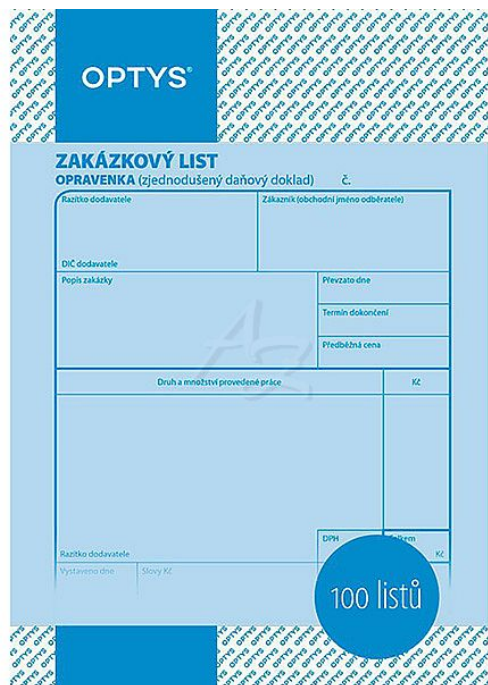 OPTYS®
ZAKÁZKOVÝ LIST
OPRAVENKA (zjednodušený daňový doklad) č.
Razítko dodavatele
Zákazník (obchodní jméno odběratele)
DIČ dodavatele
Popis zakázky
Převzato dne
Termín dokončení
Předběžná cena
AZ
Druh a množství provedené práce
Kč
DPH
Celkem
Razítko dodavatele
Kč
Vystaveno dne
Slovy Kč
100 listů